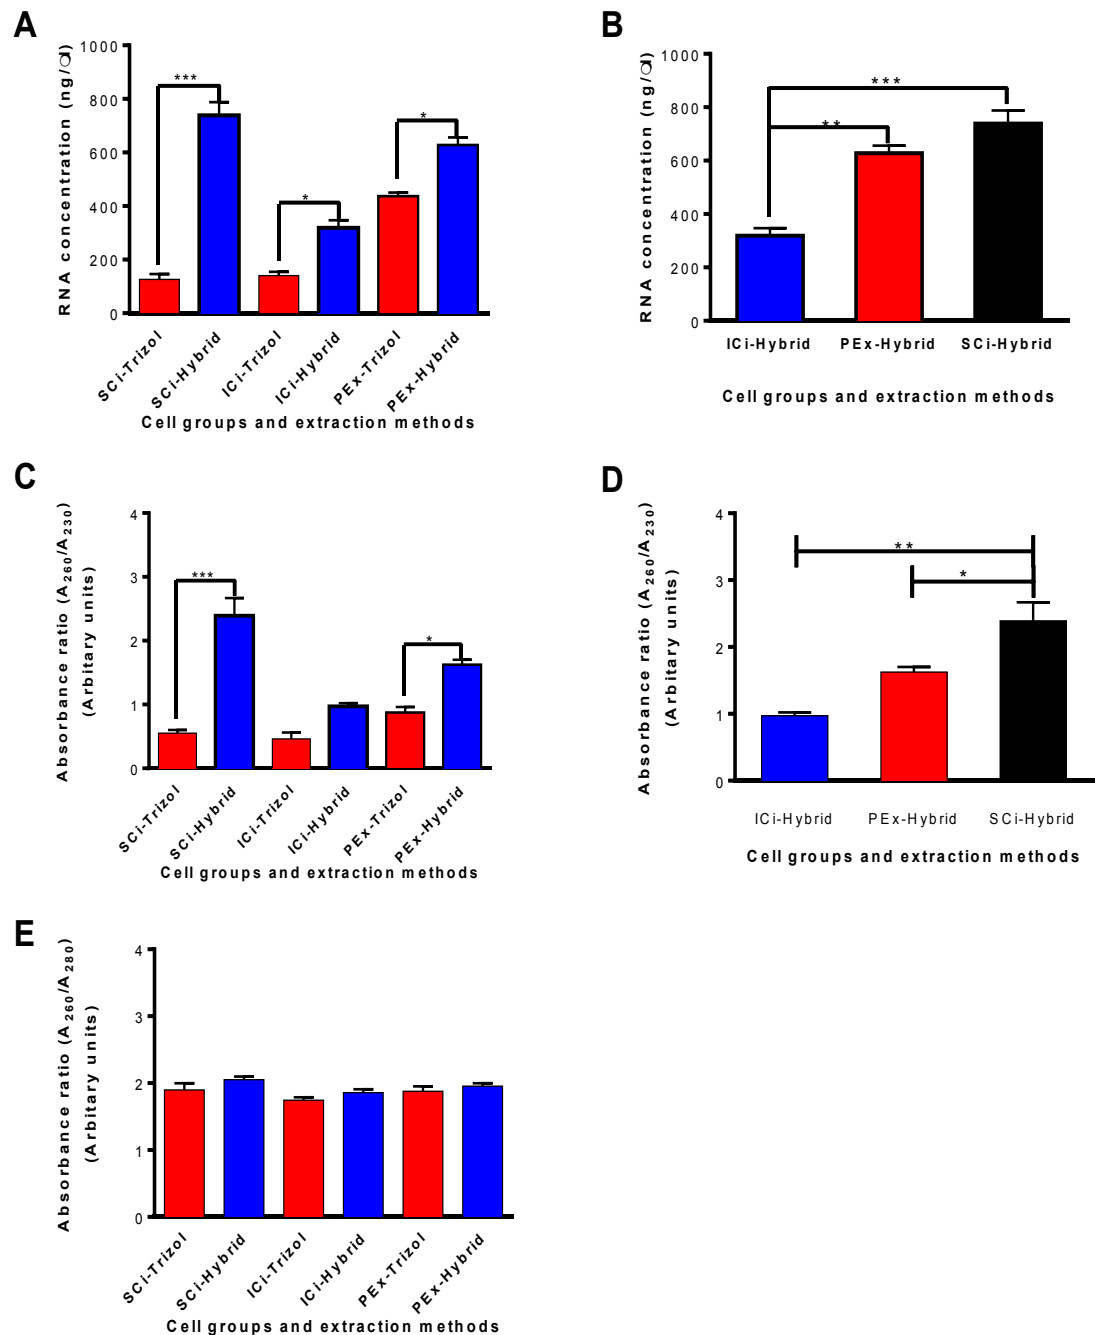 A
RNA concentration (ng/μl)
1000
800
600
400
200
0
***
*
*
SCi-Trizol
SCi-Hybrid
ICi-Trizol
ICi-Hybrid
PEx-Trizol
PEx-Hybrid
Cell groups and extraction methods
B
RNA concentration (ng/μl)
1000
800
600
400
200
0
***
**
ICi-Hybrid
PEx-Hybrid
SCi-Hybrid
Cell groups and extraction methods
C
Absorbance ratio (A260/A230)
(Arbitary units)
4
3
2
1
0
***
*
SCi-Trizol
SCi-Hybrid
ICi-Trizol
ICi-Hybrid
PEx-Trizol
PEx-Hybrid
Cell groups and extraction methods
D
Absorbance ratio (A260/A230)
(Arbitary units)
4
3
2
1
0
**
*
ICi-Hybrid
PEx-Hybrid
SCi-Hybrid
Cell groups and extraction methods
E
Absorbance ratio (A260/A280)
(Arbitary units)
4
3
2
1
0
SCi-Trizol
SCi-Hybrid
ICi-Trizol
ICi-Hybrid
PEx-Trizol
PEx-Hybrid
Cell groups and extraction methods